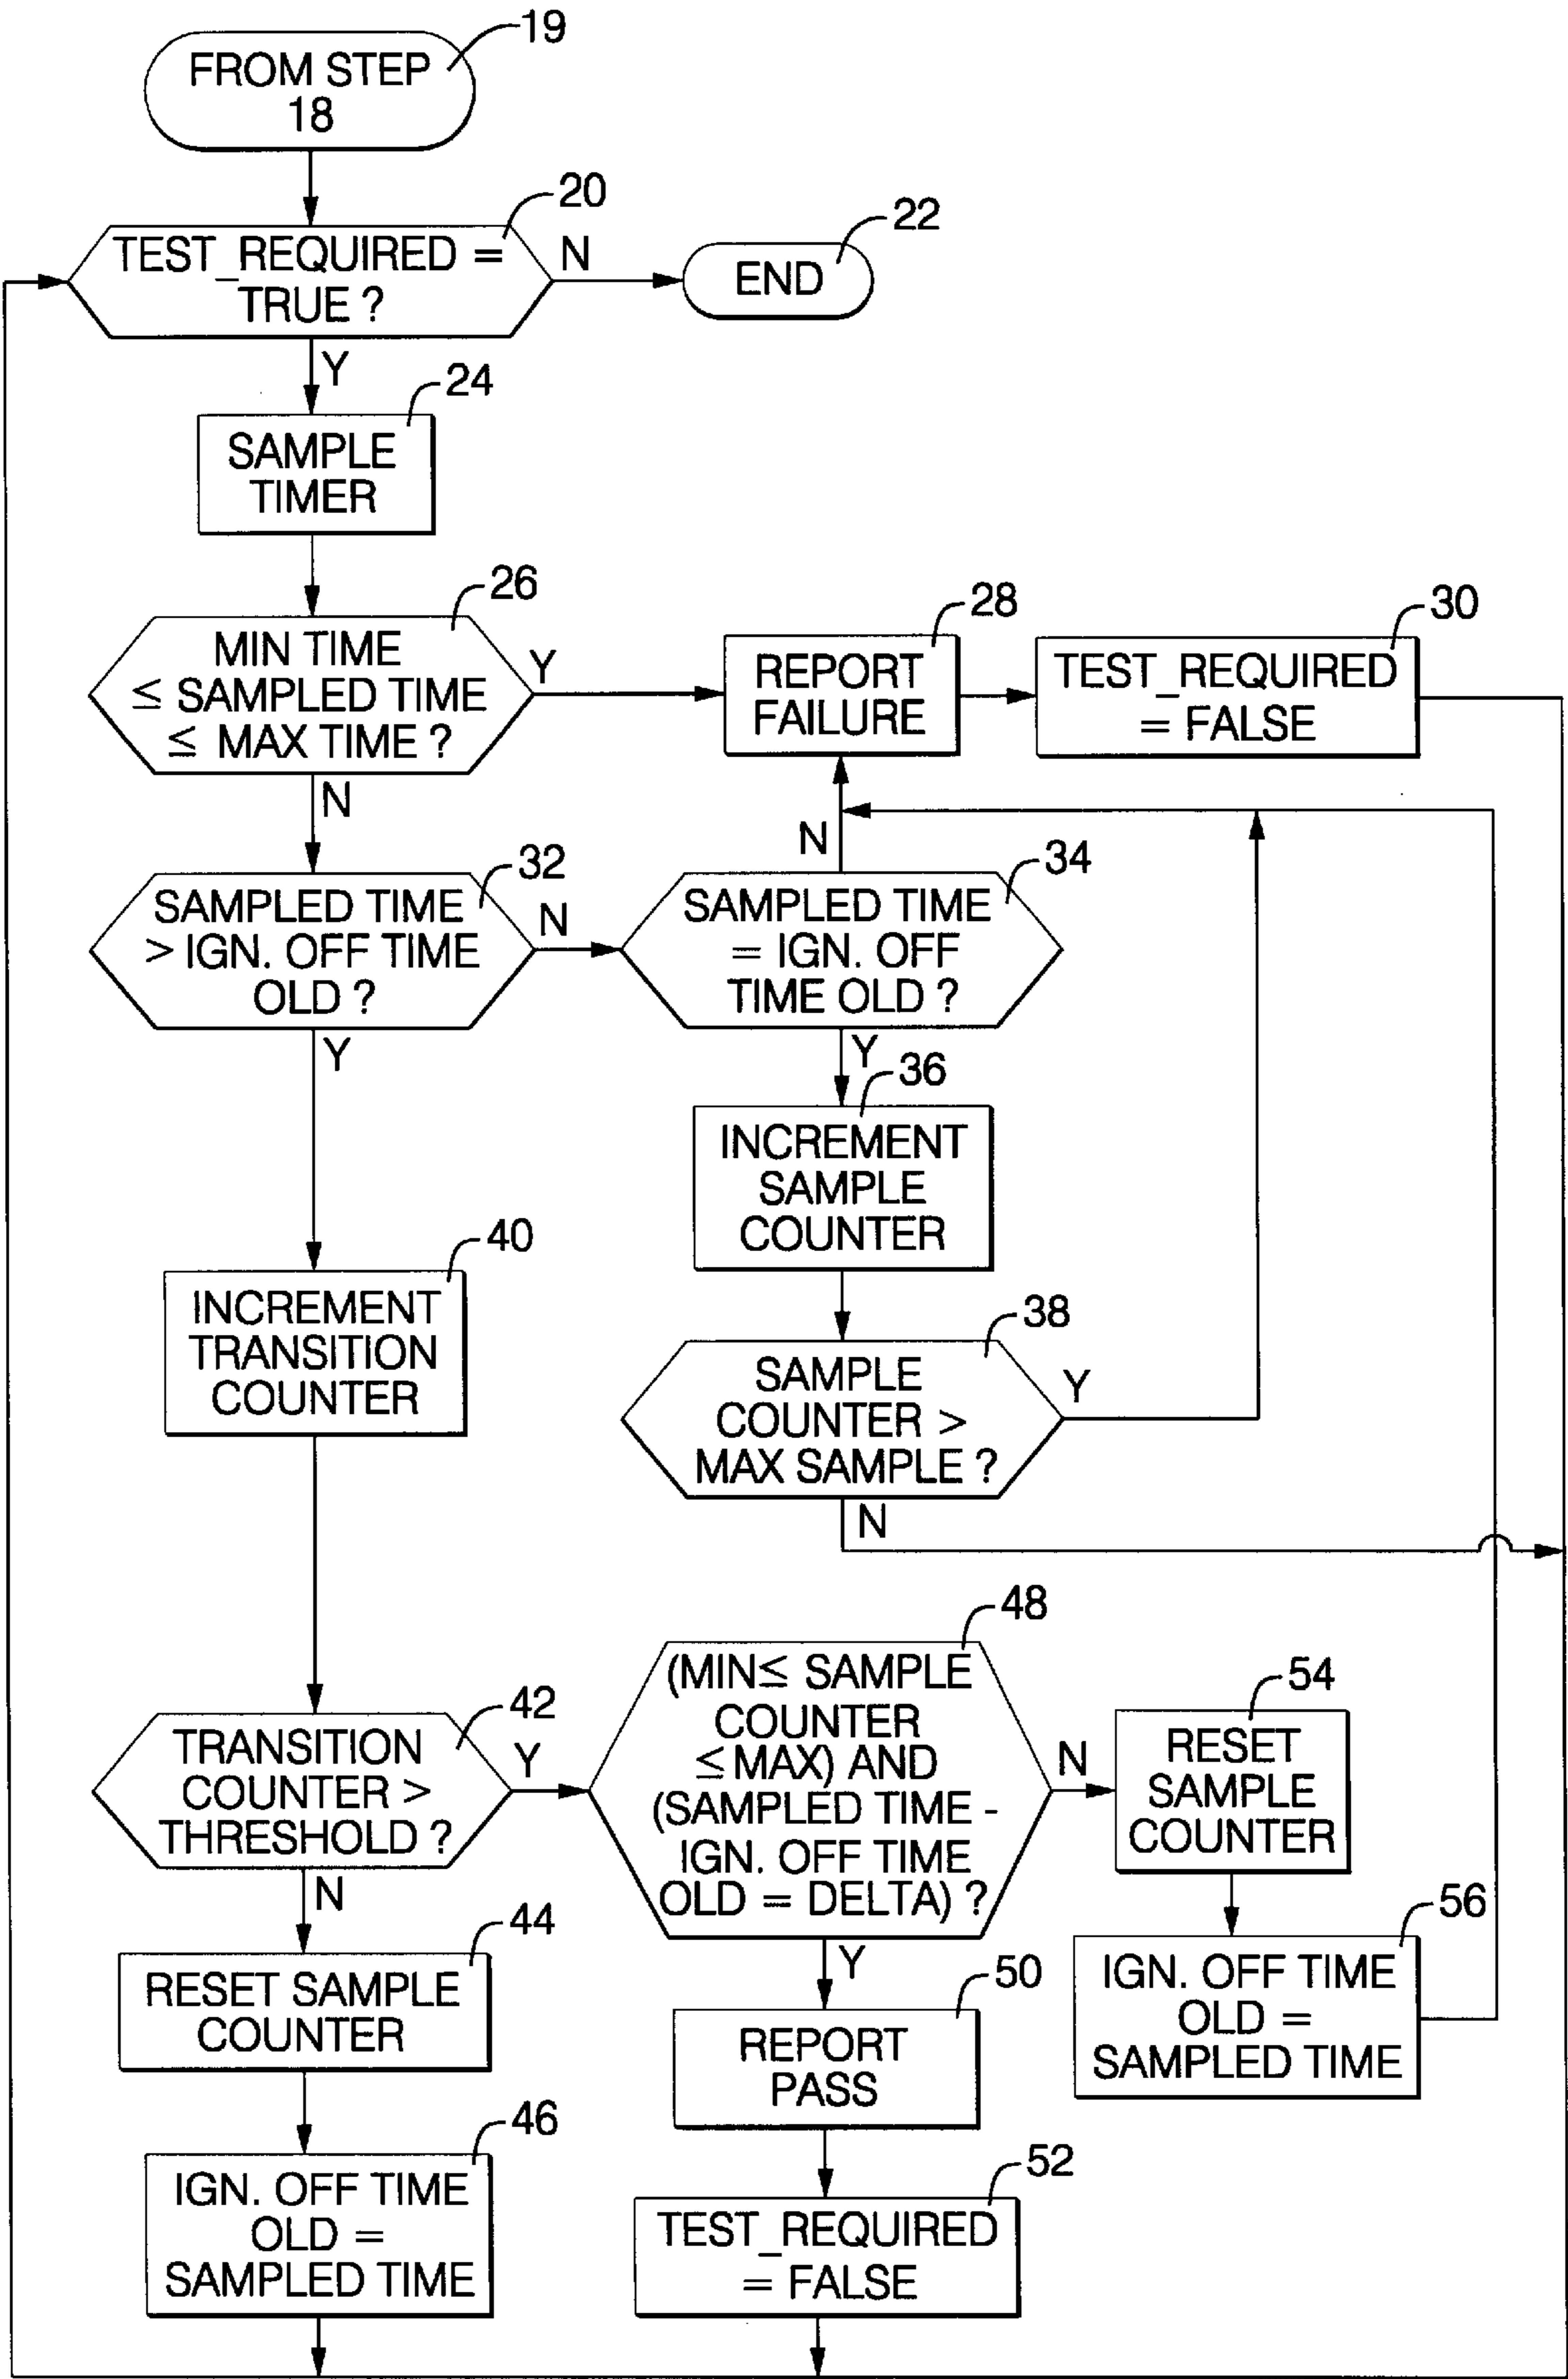 19
FROM STEP
18
20
TEST_REQUIRED =
TRUE ?
N
22
END
Y
24
SAMPLE
TIMER
26
MIN TIME
≤ SAMPLED TIME
≤ MAX TIME ?
Y
28
REPORT
FAILURE
30
TEST_REQUIRED
= FALSE
N
32
SAMPLED TIME
> IGN. OFF TIME
OLD ?
N
N
34
SAMPLED TIME
= IGN. OFF
TIME OLD ?
Y
Y
36
INCREMENT
SAMPLE
COUNTER
40
INCREMENT
TRANSITION
COUNTER
38
SAMPLE
COUNTER >
MAX SAMPLE ?
Y
N
42
TRANSITION
COUNTER >
THRESHOLD ?
Y
48
(MIN≤ SAMPLE
COUNTER
≤ MAX) AND
(SAMPLED TIME -
IGN. OFF TIME
OLD = DELTA) ?
N
54
RESET
SAMPLE
COUNTER
N
44
RESET SAMPLE
COUNTER
Y
50
REPORT
PASS
56
IGN. OFF TIME
OLD =
SAMPLED TIME
46
IGN. OFF TIME
OLD =
SAMPLED TIME
52
TEST_REQUIRED
= FALSE